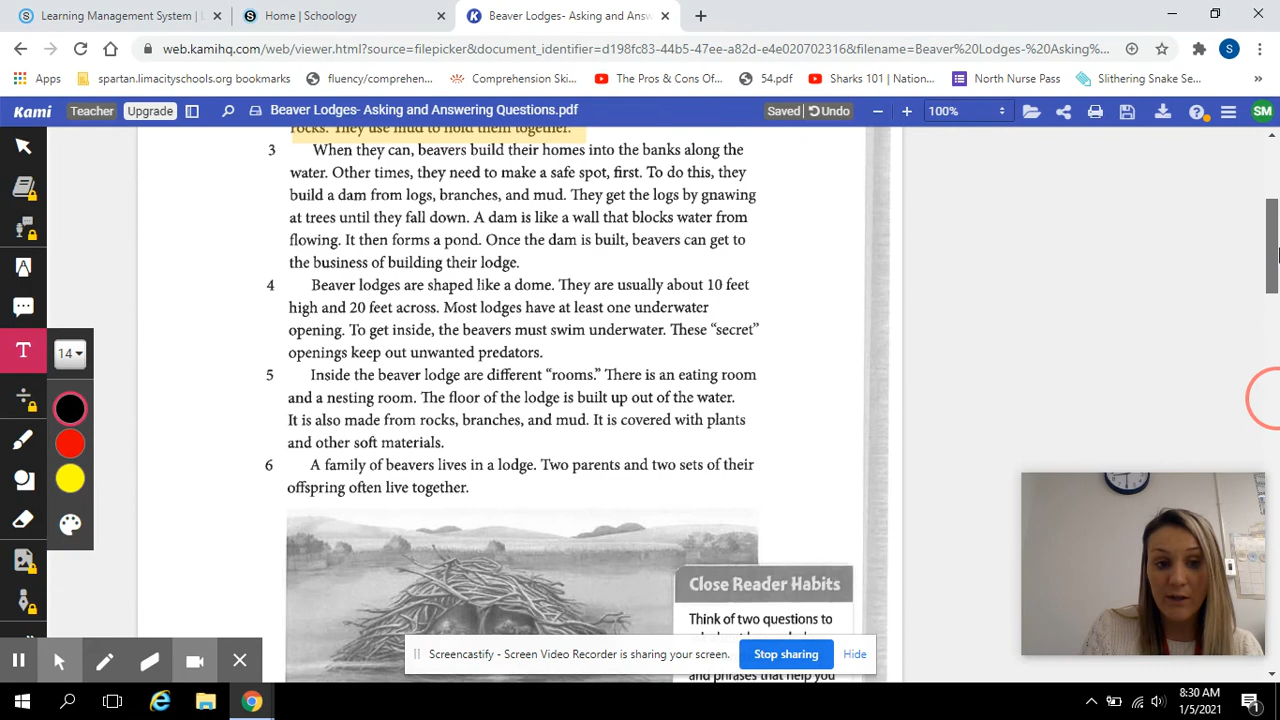 Learning Management System | L
Home | Schoology
Beaver Lodges- Asking and Answ
web.kamihq.com/web/viewer.html?source=filepicker&document_identifier=d198fc83-44b5-47ee-a82d-e4e020702316&filename=Beaver%20Lodges-%20Asking%...
Apps
spartan.limacityschools.org bookmarks
fluency/comprehen...
Comprehension Ski...
The Pros & Cons Of...
54.pdf
Sharks 101 | Nation...
North Nurse Pass
Slithering Snake Se...
Kami
Teacher
Upgrade
Beaver Lodges- Asking and Answering Questions.pdf
Saved
Undo
100%
SM
rocks. They use mud to hold them together.
3 When they can, beavers build their homes into the banks along the
water. Other times, they need to make a safe spot, first. To do this, they
build a dam from logs, branches, and mud. They get the logs by gnawing
at trees until they fall down. A dam is like a wall that blocks water from
flowing. It then forms a pond. Once the dam is built, beavers can get to
the business of building their lodge.
4 Beaver lodges are shaped like a dome. They are usually about 10 feet
high and 20 feet across. Most lodges have at least one underwater
opening. To get inside, the beavers must swim underwater. These “secret”
openings keep out unwanted predators.
14
5 Inside the beaver lodge are different “rooms.” There is an eating room
and a nesting room. The floor of the lodge is built up out of the water.
It is also made from rocks, branches, and mud. It is covered with plants
and other soft materials.
6 A family of beavers lives in a lodge. Two parents and two sets of their
offspring often live together.
Close Reader Habits
Think of two questions to
and phrases that help you
Screencastify - Screen Video Recorder is sharing your screen.
Stop sharing
Hide
8:30 AM
1/5/2021